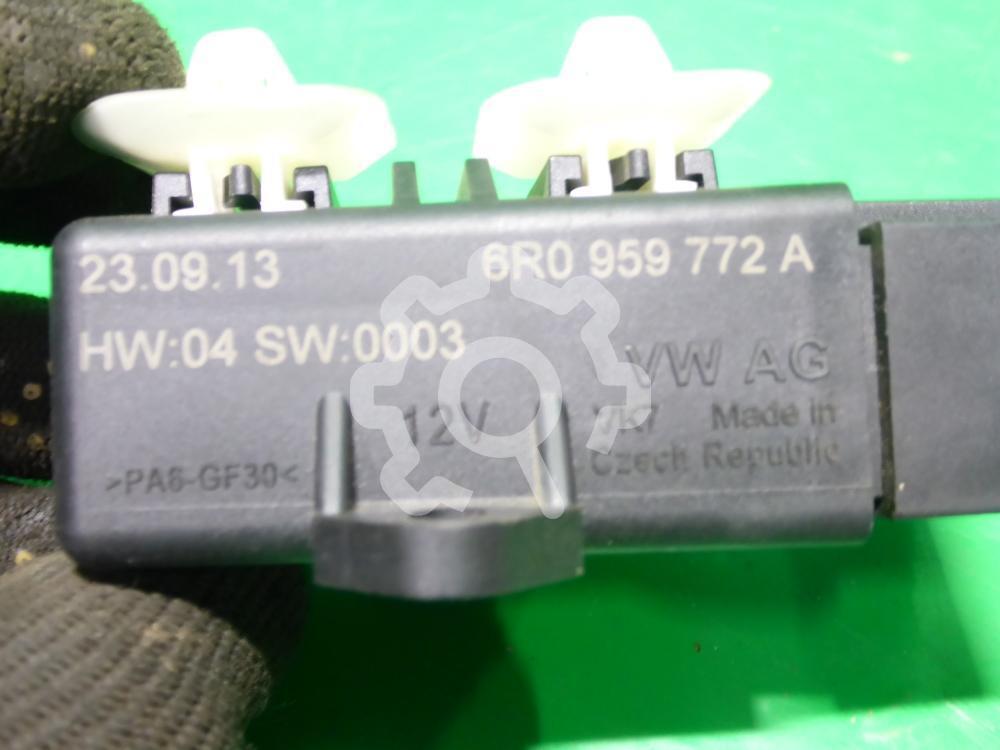 23.09.13 6R0 959 772 A
HW:04 SW:0003
VW AG
12V VK7 Made in
>PA6-GF30< Czech Republic